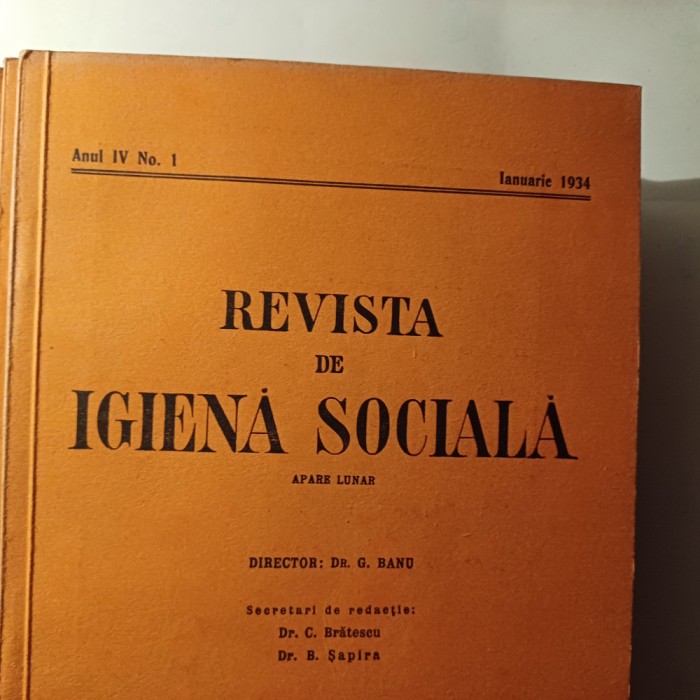 Anul IV No. 1
Ianuarie 1934
REVISTA
DE
IGIENĂ SOCIALĂ
APARE LUNAR
DIRECTOR: DR. G. BANU
Secretari de redacție:
Dr. C. Brătescu
Dr. B. Șapira